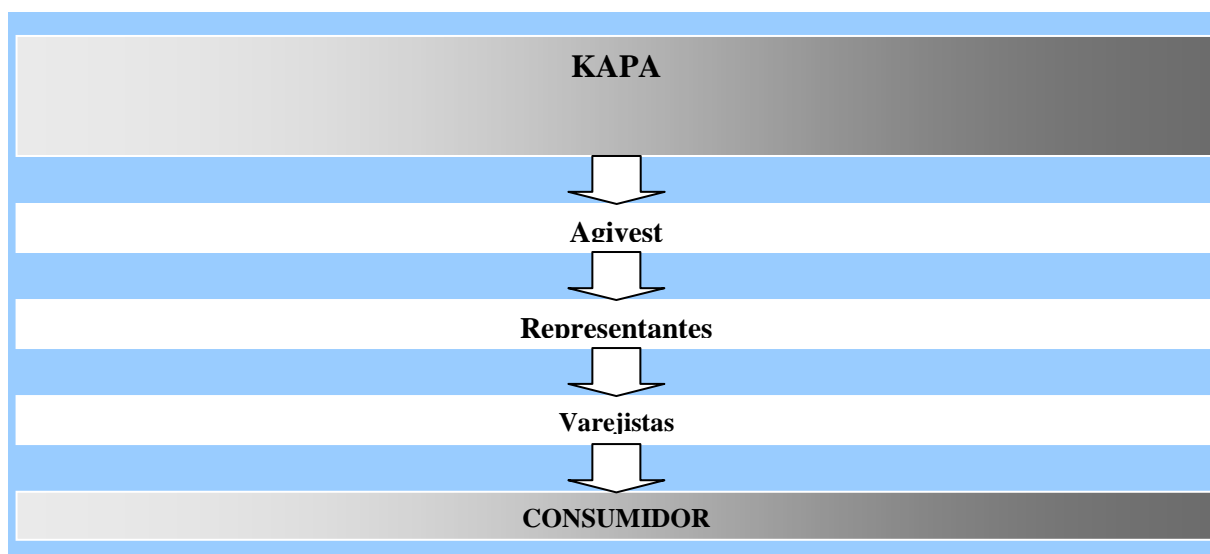 KAPA
Agivest
Representantes
Varejistas
CONSUMIDOR